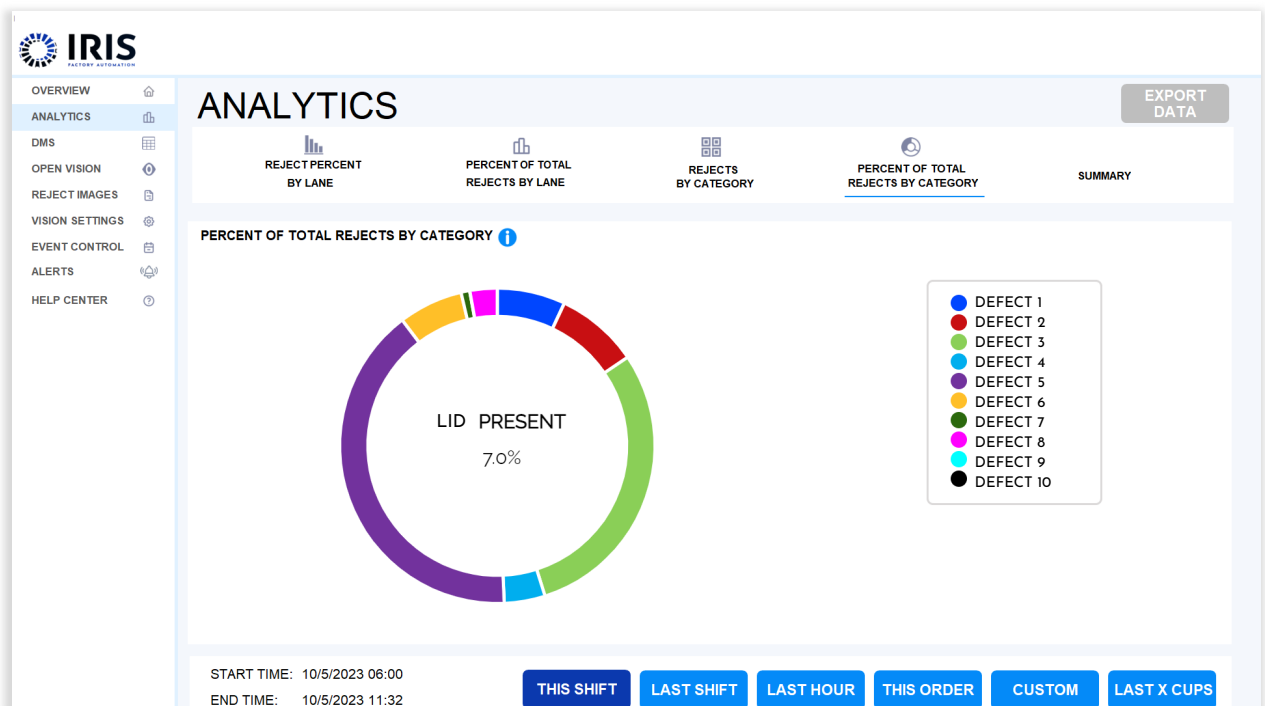 IRIS
FACTORY AUTOMATION
OVERVIEW
ANALYTICS
DMS
OPEN VISION
REJECT IMAGES
VISION SETTINGS
EVENT CONTROL
ALERTS
HELP CENTER
ANALYTICS
EXPORT
DATA
REJECT PERCENT
BY LANE
PERCENT OF TOTAL
REJECTS BY LANE
REJECTS
BY CATEGORY
PERCENT OF TOTAL
REJECTS BY CATEGORY
SUMMARY
PERCENT OF TOTAL REJECTS BY CATEGORY
LID PRESENT
7.0%
DEFECT 1
DEFECT 2
DEFECT 3
DEFECT 4
DEFECT 5
DEFECT 6
DEFECT 7
DEFECT 8
DEFECT 9
DEFECT 10
START TIME: 10/5/2023 06:00
END TIME: 10/5/2023 11:32
THIS SHIFT
LAST SHIFT
LAST HOUR
THIS ORDER
CUSTOM
LAST X CUPS